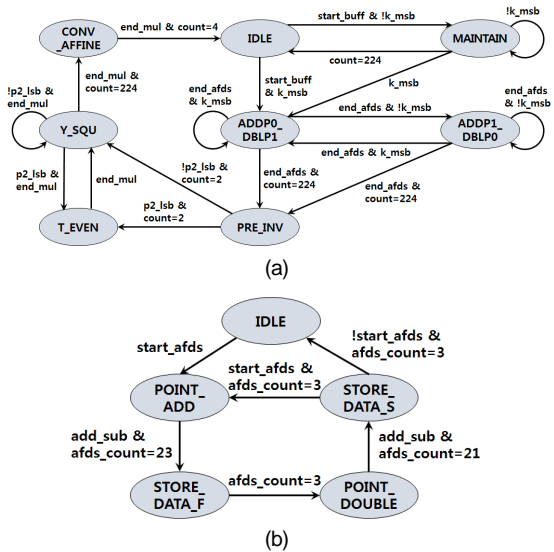 CONV
_AFFINE
end_mul & count=4
IDLE
start_buff & !k_msb
MAINTAIN
!k_msb
count=224
k_msb
start_buff
& k_msb
end_mul &
count=224
!p2_lsb &
end_mul
Y_SQU
end_afds
& k_msb
ADDP0_
DBLP1
end_afds & !k_msb
ADDP1_
DBLP0
end_afds
& !k_msb
end_afds & k_msb
!p2_lsb &
count=2
end_afds &
count=224
end_afds &
count=224
p2_lsb &
end_mul
end_mul
p2_lsb &
count=2
T_EVEN
PRE_INV
(a)
IDLE
start_afds
!start_afds &
afds_count=3
start_afds &
afds_count=3
POINT_
ADD
STORE_
DATA_S
add_sub &
afds_count=23
add_sub &
afds_count=21
STORE_
DATA_F
afds_count=3
POINT_
DOUBLE
(b)